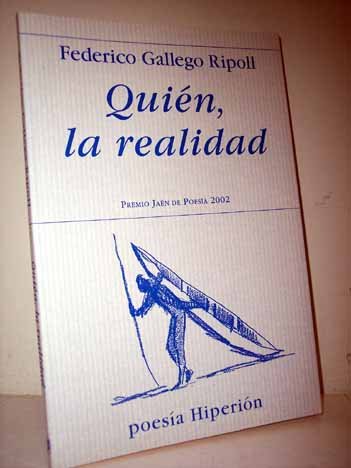 Federico Gallego Ripoll
Quién,
la realidad
PREMIO JAÉN DE POESÍA 2002
poesía Hiperión